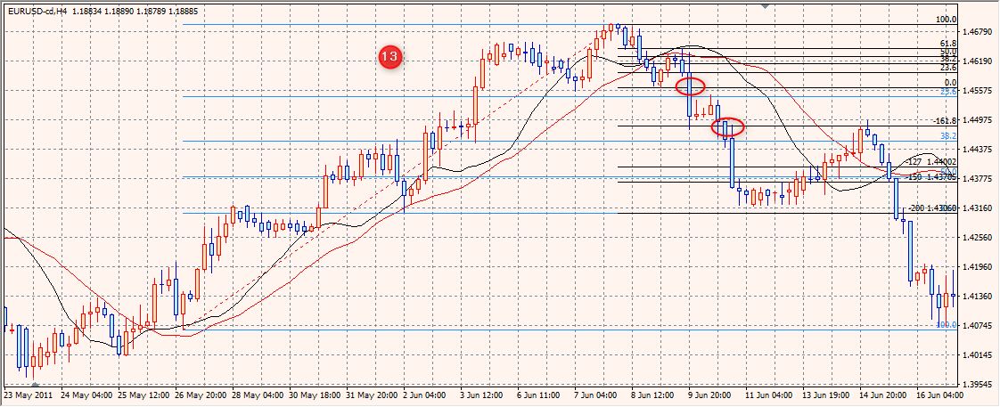 EURUSD-cd,H4 1.18834 1.18890 1.18789 1.18885
13
100.0
61.8
50.0
38.2
23.6
0.0
23.6
-161.8
38.2
-127 1.44002
50.0
-200 1.43060
100.0
1.46790
1.46190
1.45575
1.44975
1.44375
1.43775
1.43160
1.42560
1.41960
1.41360
1.40745
1.40145
1.39545
23 May 2011
24 May 04:00
25 May 12:00
26 May 20:00
28 May 04:00
30 May 18:00
31 May 20:00
2 Jun 04:00
3 Jun 12:00
6 Jun 11:00
7 Jun 04:00
8 Jun 12:00
9 Jun 20:00
11 Jun 04:00
13 Jun 19:00
14 Jun 20:00
16 Jun 04:00